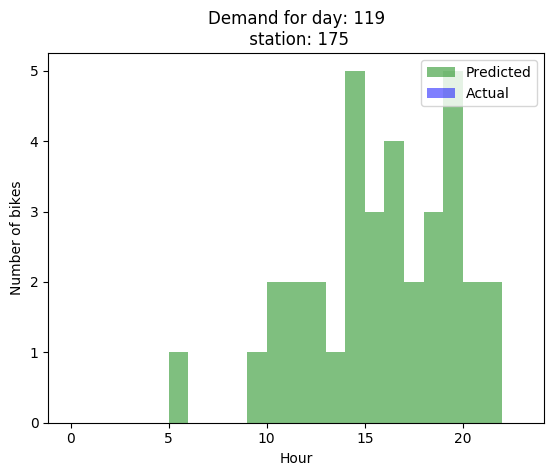 Demand for day: 119
station: 175
Predicted
Actual
Number of bikes
5
4
3
2
1
0
0
5
10
15
20
Hour